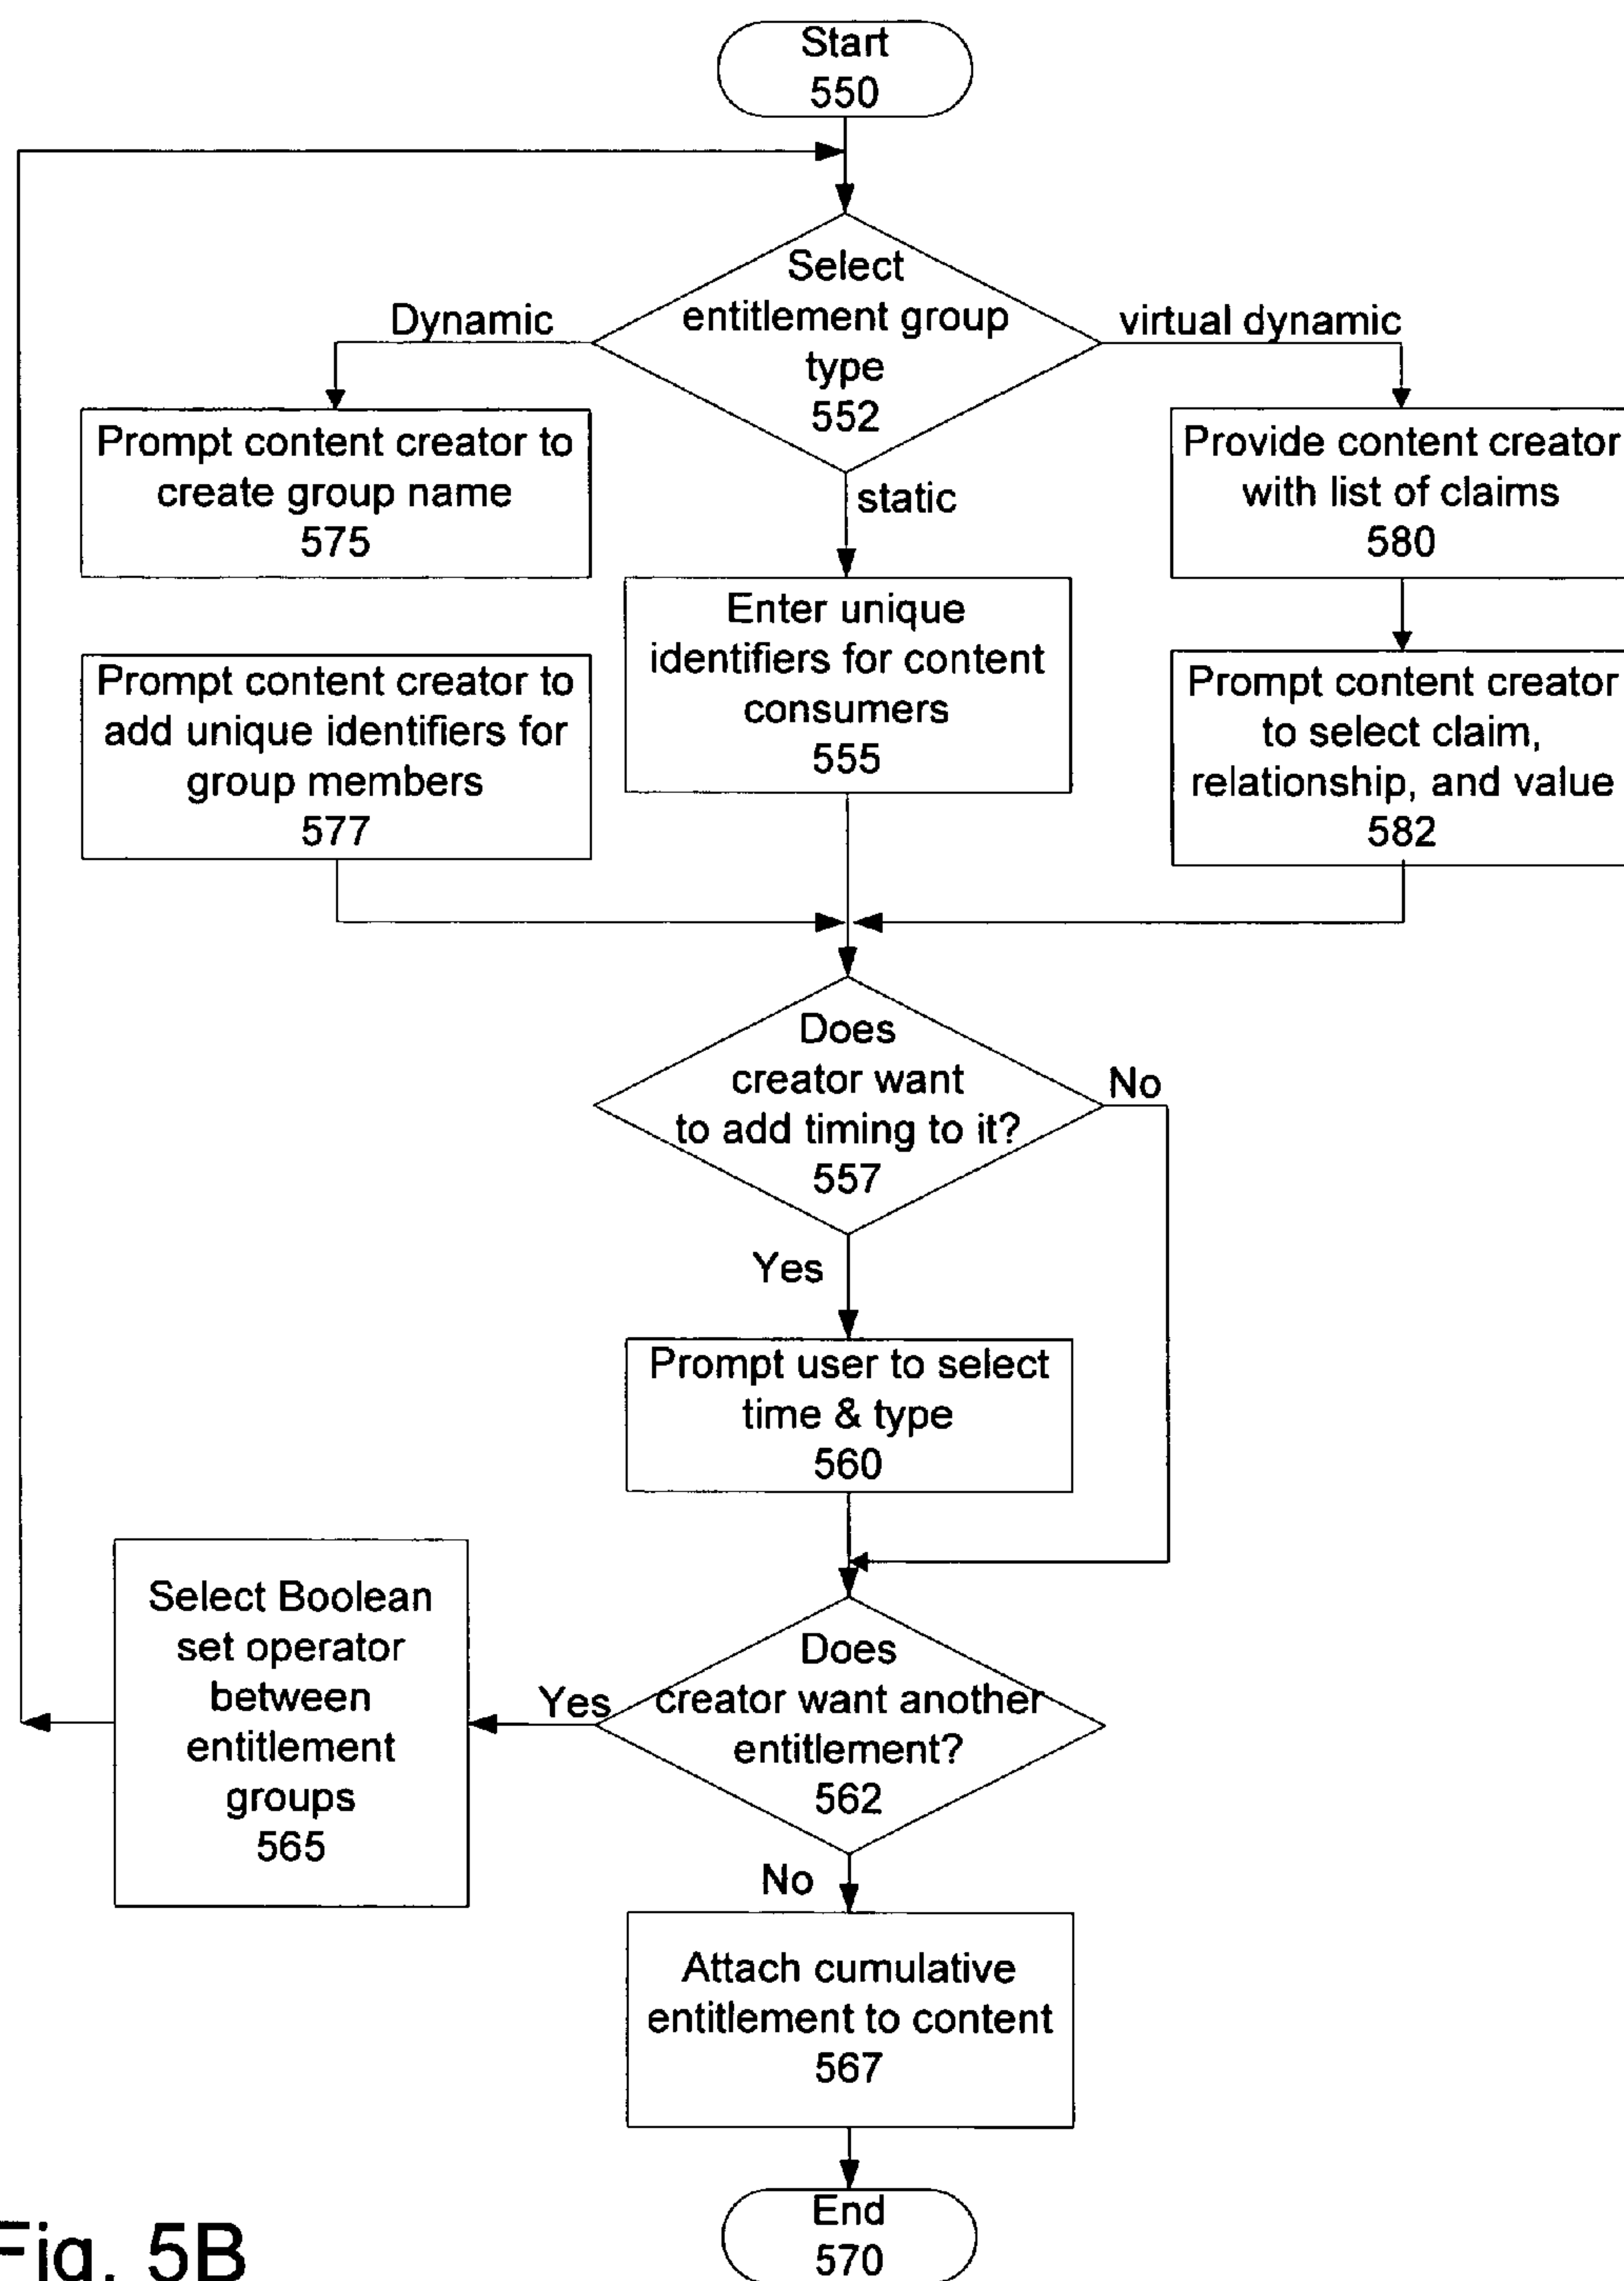 Start
550
Select
entitlement group
type
552
Dynamic
static
virtual dynamic
Prompt content creator to
create group name
575
Prompt content creator to
add unique identifiers for
group members
577
Enter unique
identifiers for content
consumers
555
Provide content creator
with list of claims
580
Prompt content creator
to select claim,
relationship, and value
582
Does
creator want
to add timing to it?
557
No
Yes
Prompt user to select
time & type
560
Does
creator want another
entitlement?
562
Yes
Select Boolean
set operator
between
entitlement
groups
565
No
Attach cumulative
entitlement to content
567
End
570
Fig. 5B